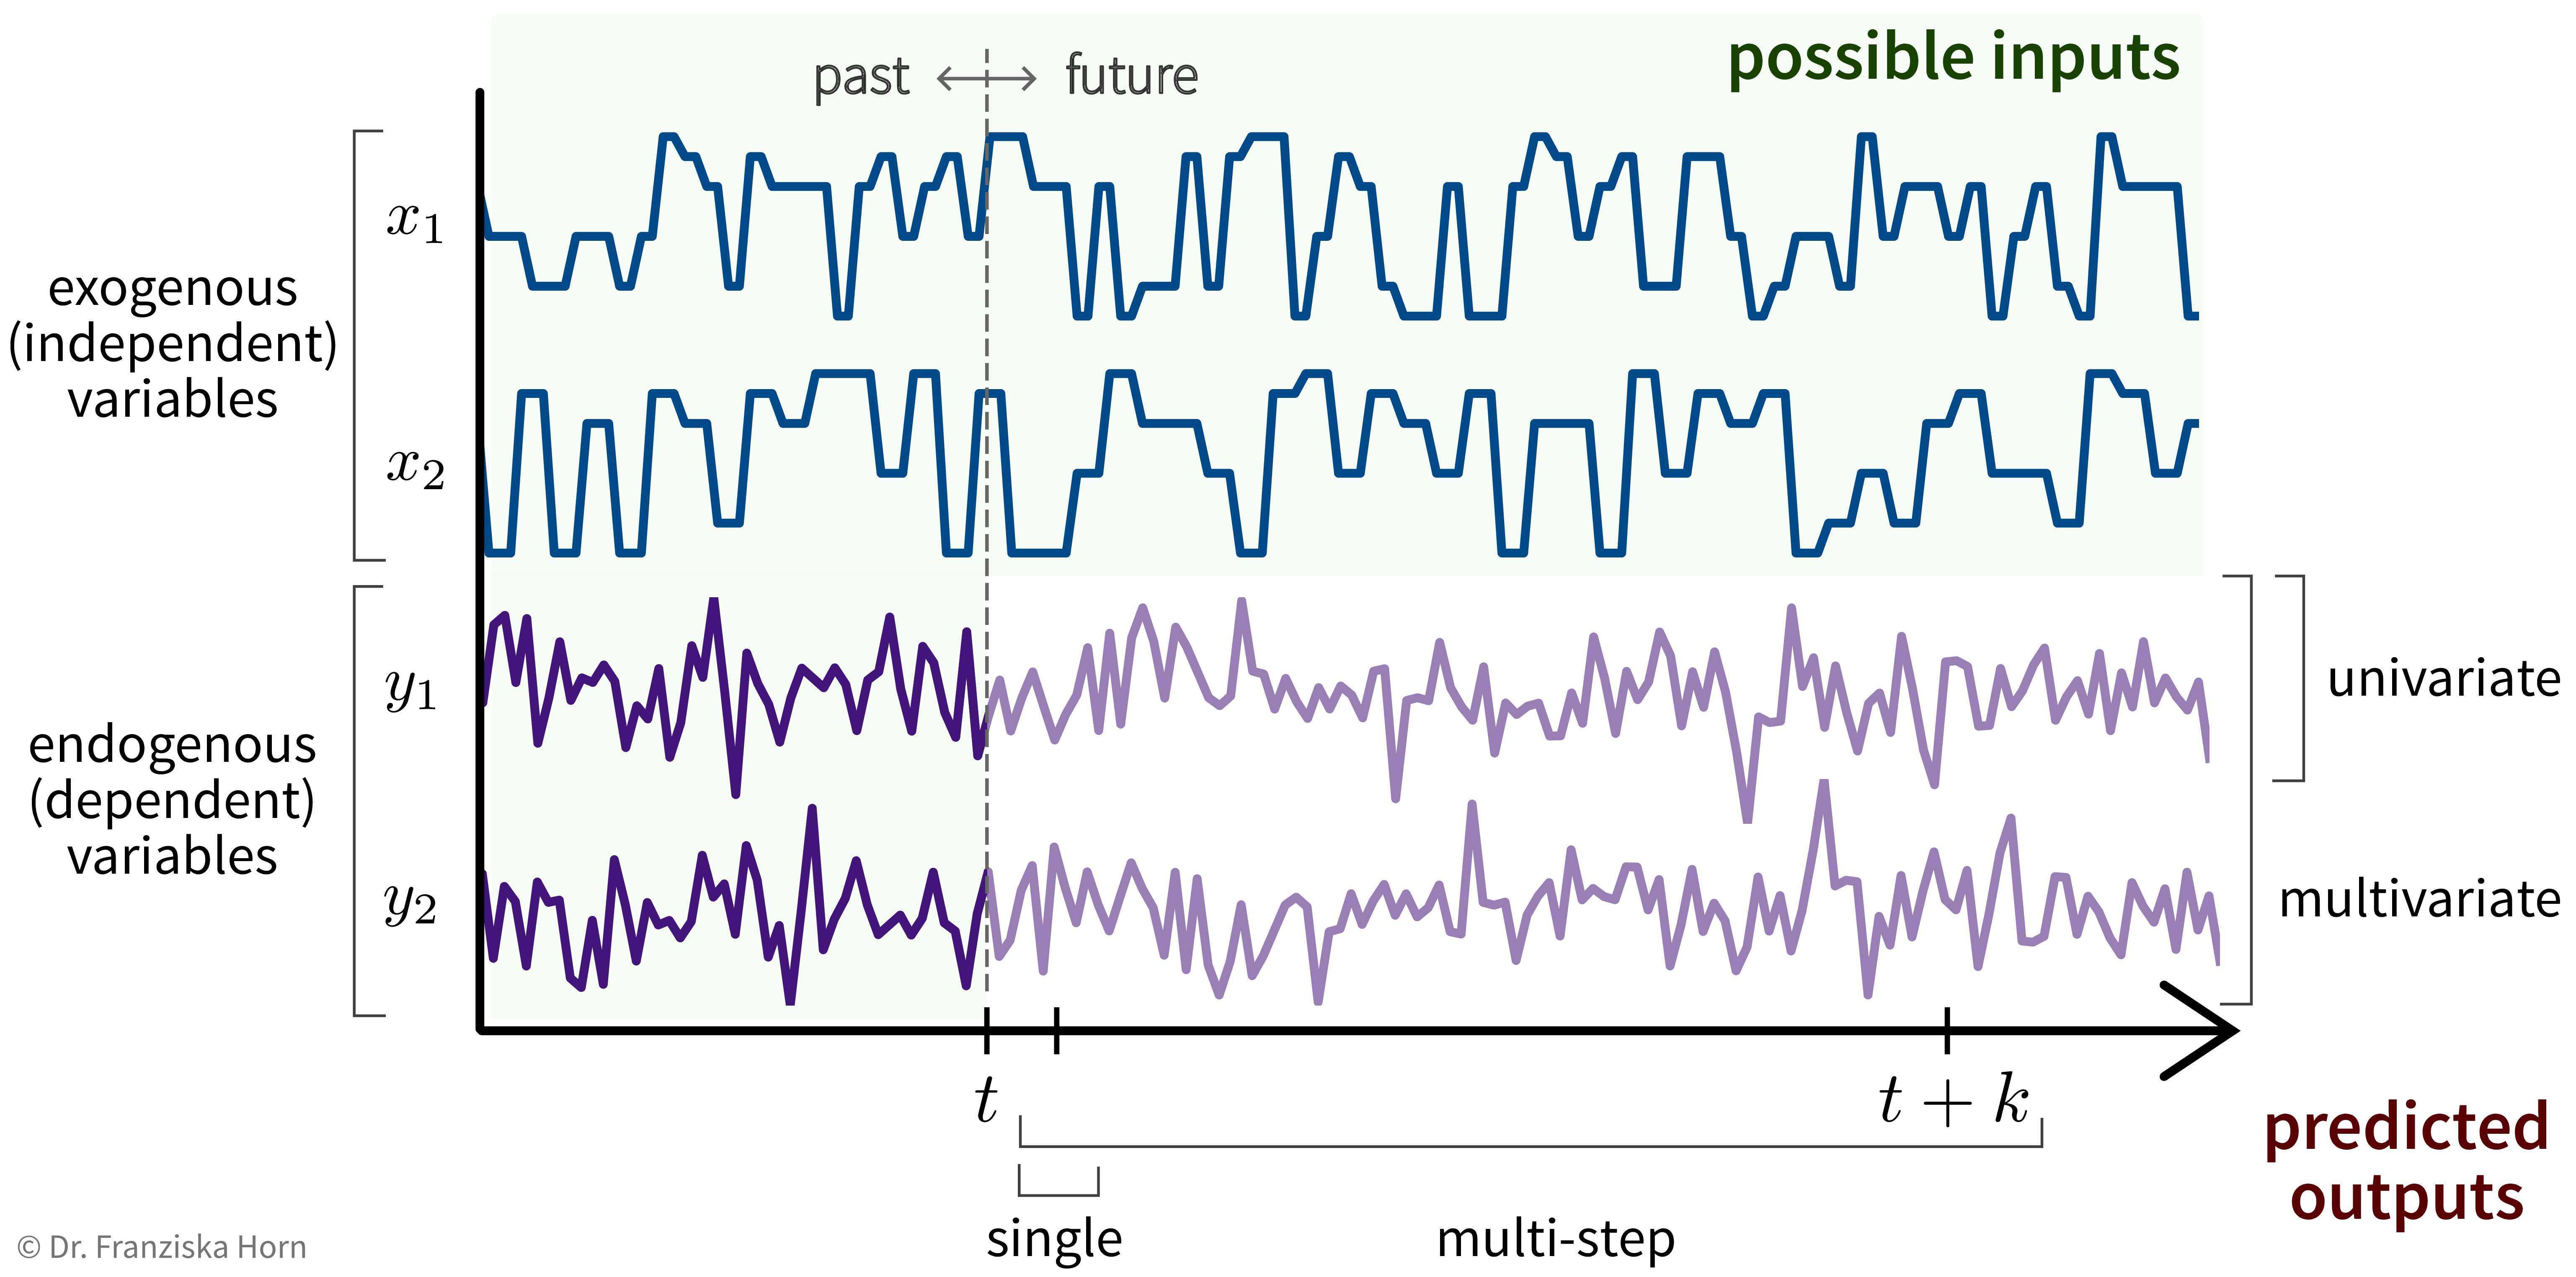 possible inputs
past
future
x₁
exogenous
(independent)
variables
x₂
y₁
univariate
endogenous
(dependent)
variables
y₂
multivariate
t
t + k
predicted
outputs
single
multi-step
© Dr. Franziska Horn